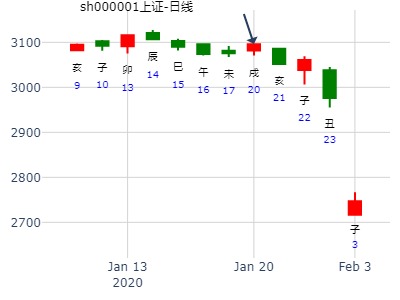 sh000001上证-日线
3100
3000
2900
2800
2700
亥
9
子
10
卯
13
辰
14
巳
15
午
16
未
17
戌
20
亥
21
子
22
丑
23
子
3
Jan 13
2020
Jan 20
Feb 3